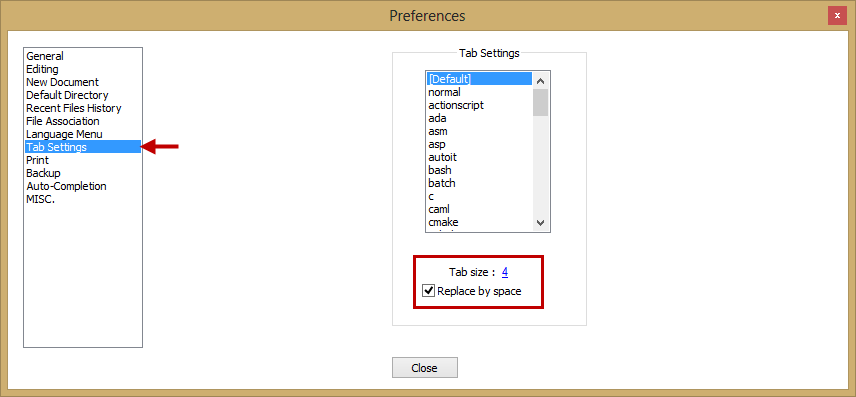 Preferences
x
General
Editing
New Document
Default Directory
Recent Files History
File Association
Language Menu
Tab Settings
Print
Backup
Auto-Completion
MISC.
Tab Settings
[Default]
normal
actionscript
ada
asm
asp
autoit
bash
batch
c
caml
cmake
Tab size : 4
Replace by space
Close